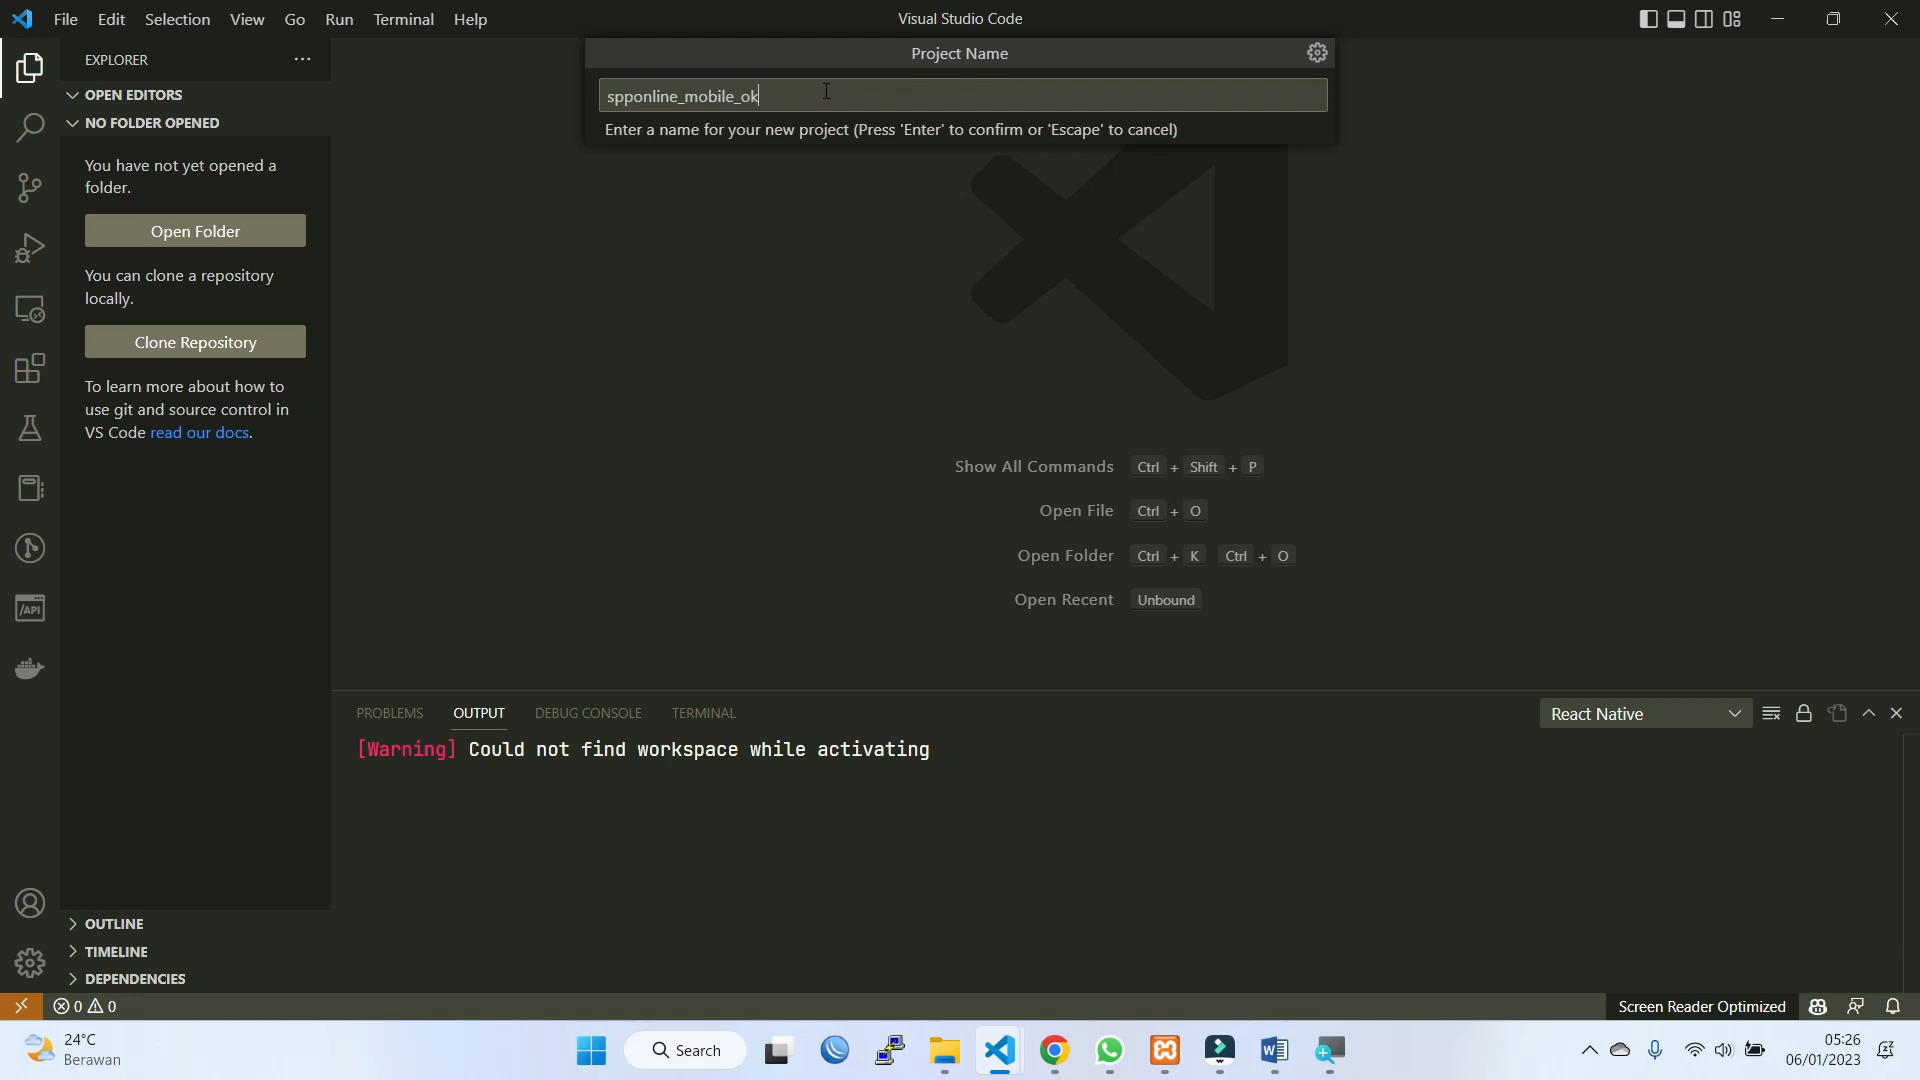 File Edit Selection View Go Run Terminal Help
Visual Studio Code
Project Name
spponline_mobile_ok
Enter a name for your new project (Press 'Enter' to confirm or 'Escape' to cancel)
EXPLORER
OPEN EDITORS
NO FOLDER OPENED
You have not yet opened a
folder.
Open Folder
You can clone a repository
locally.
Clone Repository
To learn more about how to
use git and source control in
VS Code read our docs.
/API
Show All Commands Ctrl + Shift + P
Open File Ctrl + O
Open Folder Ctrl + K Ctrl + O
Open Recent Unbound
PROBLEMS OUTPUT DEBUG CONSOLE TERMINAL
React Native
[Warning] Could not find workspace while activating
OUTLINE
TIMELINE
DEPENDENCIES
0 0
Screen Reader Optimized
24°C
Berawan
Search
05:26
06/01/2023